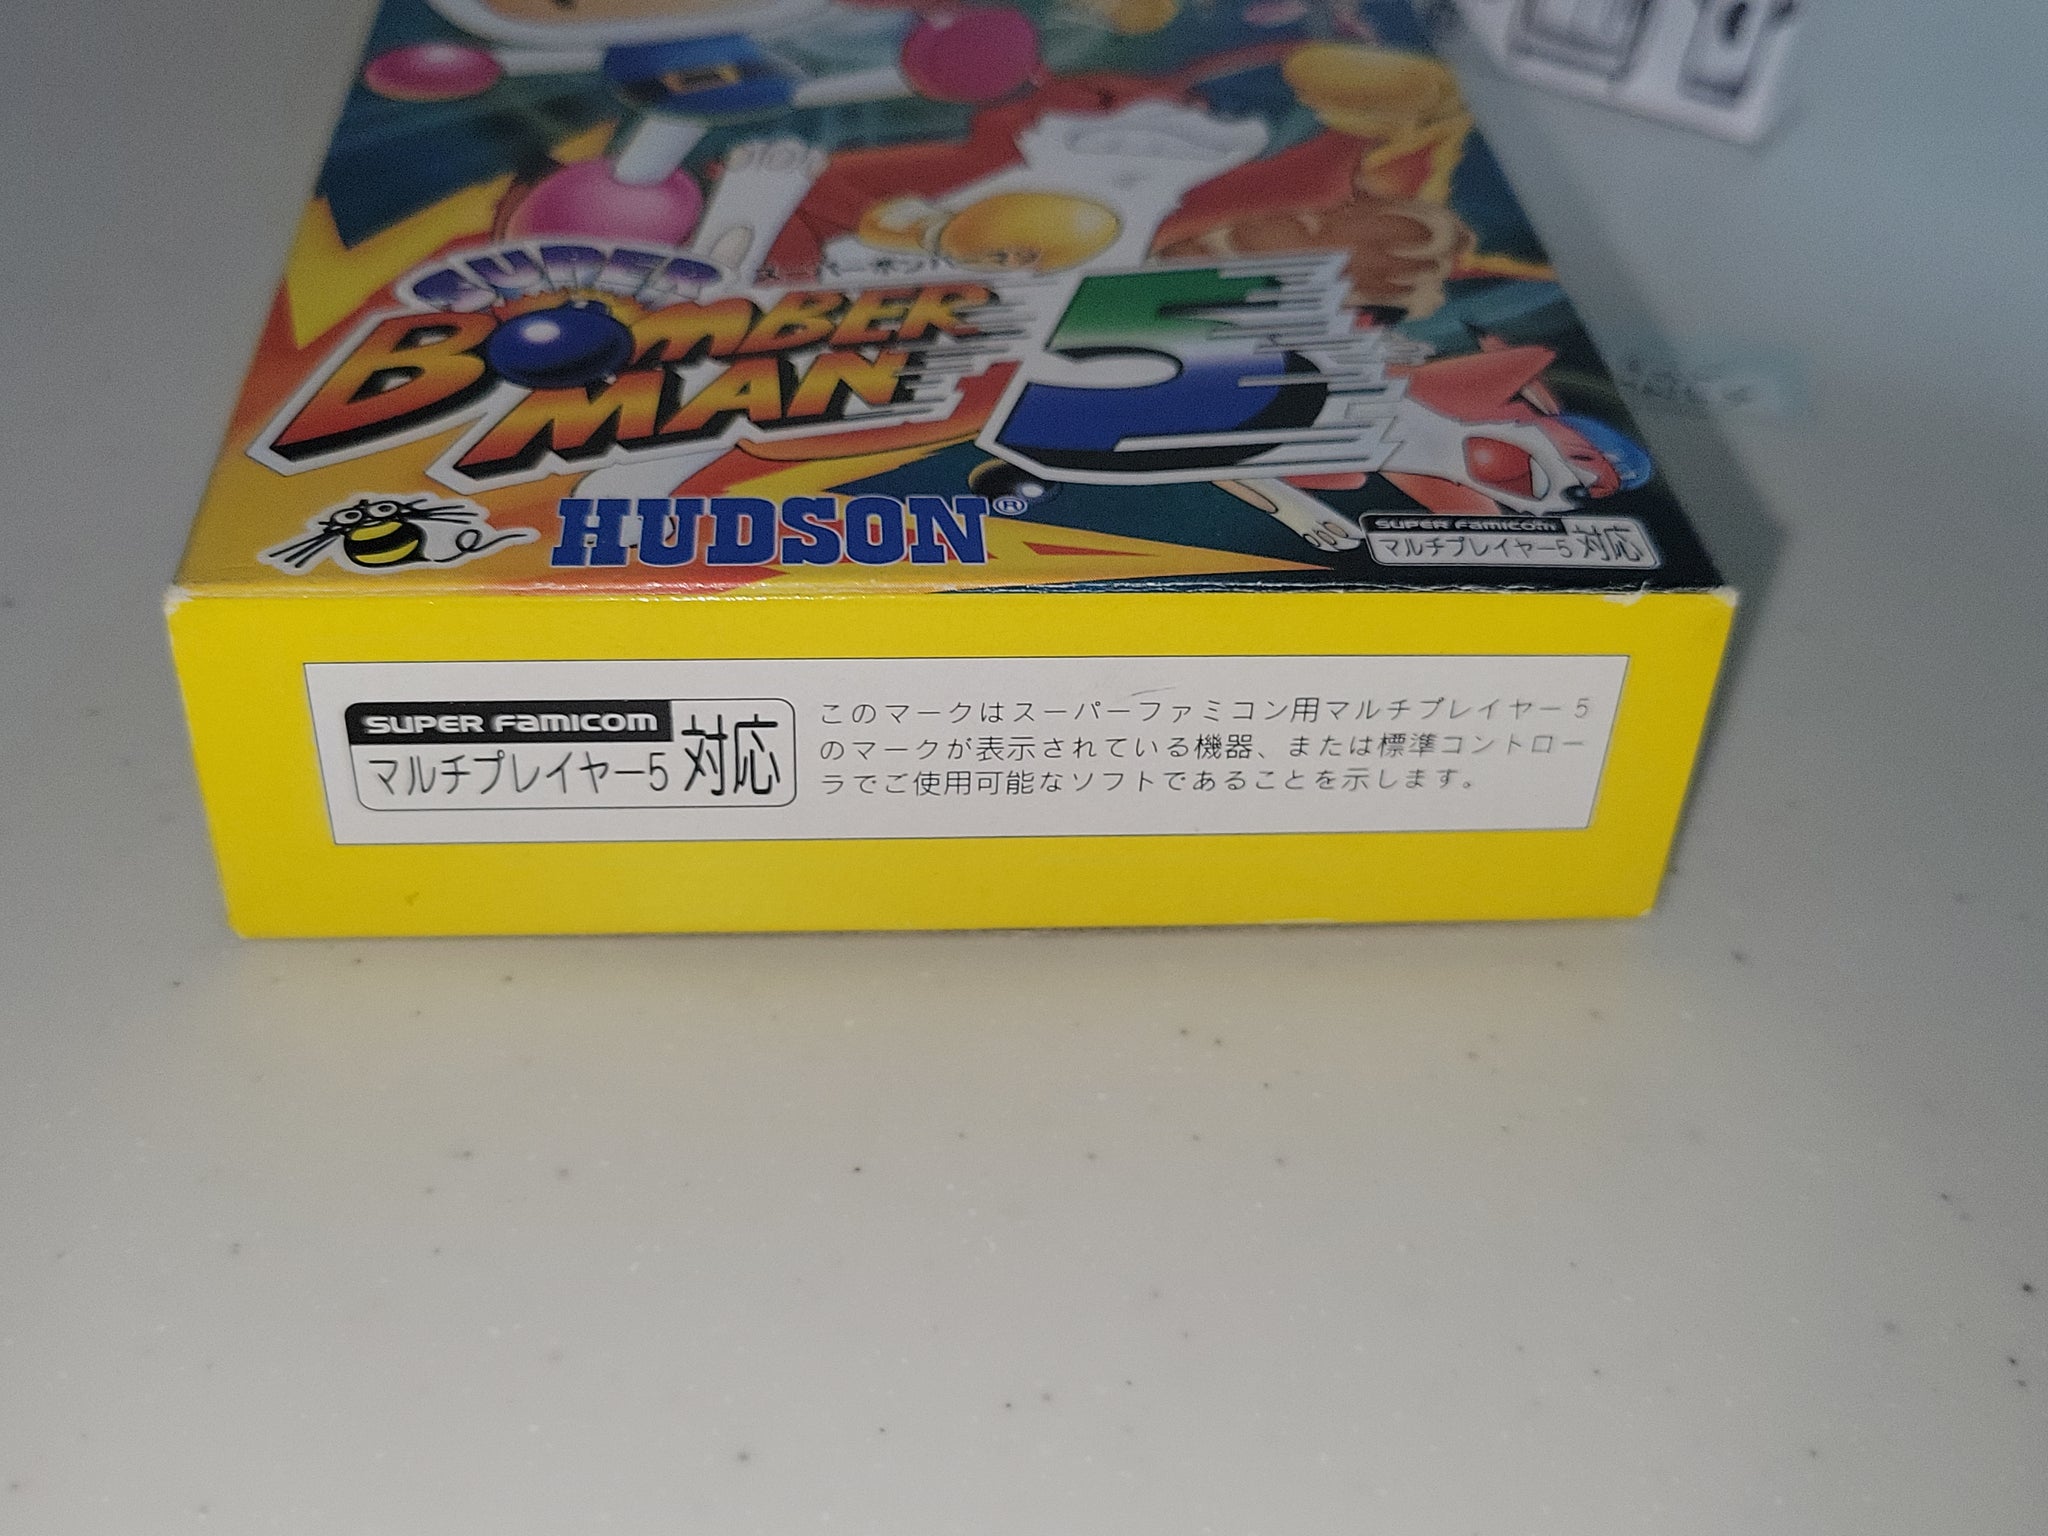 SUPER
スーパーボンバーマン
BOMBER
MAN 5
HUDSON®
SUPER FAMICOM
マルチプレイヤー5 対応
SUPER FAMICOM
マルチプレイヤー5 対応
このマークはスーパーファミコン用マルチプレイヤー5
のマークが表示されている機器、または標準コントロー
ラでご使用可能なソフトであることを示します。